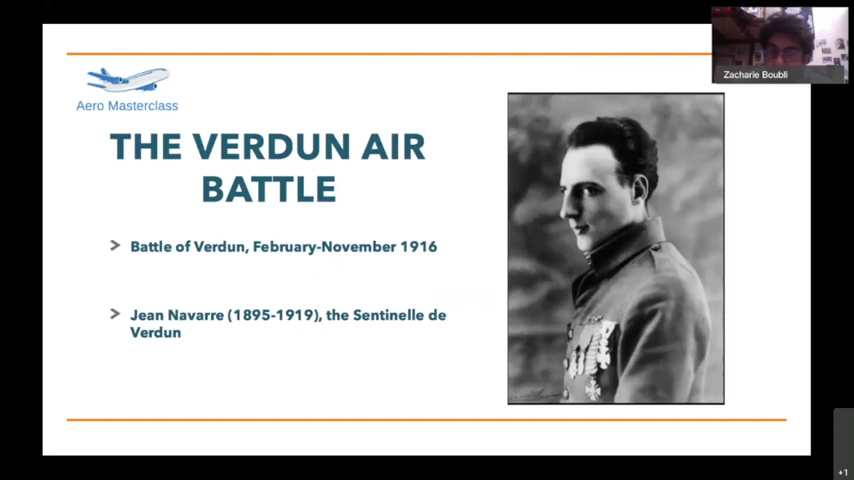 Zacharie Boubli
Aero Masterclass
THE VERDUN AIR
BATTLE
> Battle of Verdun, February-November 1916
> Jean Navarre (1895-1919), the Sentinelle de
Verdun
+1